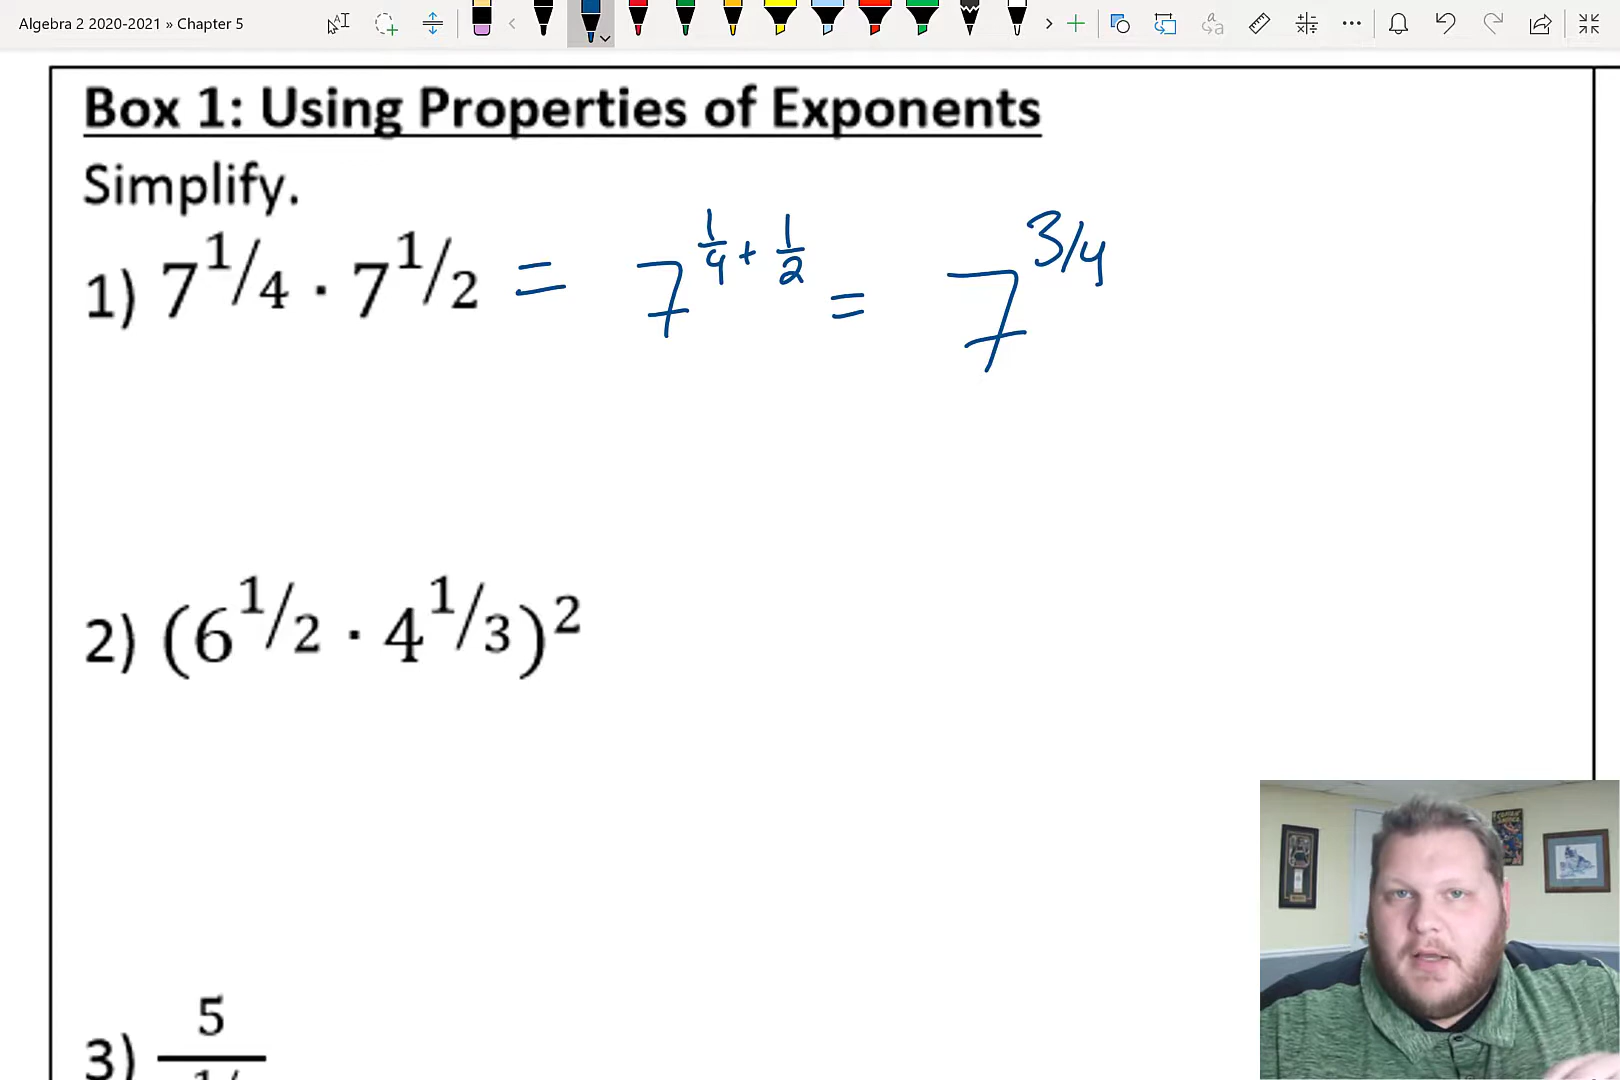 Algebra 2 2020-2021 » Chapter 5
Box 1: Using Properties of Exponents
Simplify.
1) 7^1/4 · 7^1/2 = 7^(1/4 + 1/2) = 7^3/4
2) (6^1/2 · 4^1/3)^2
3) 5